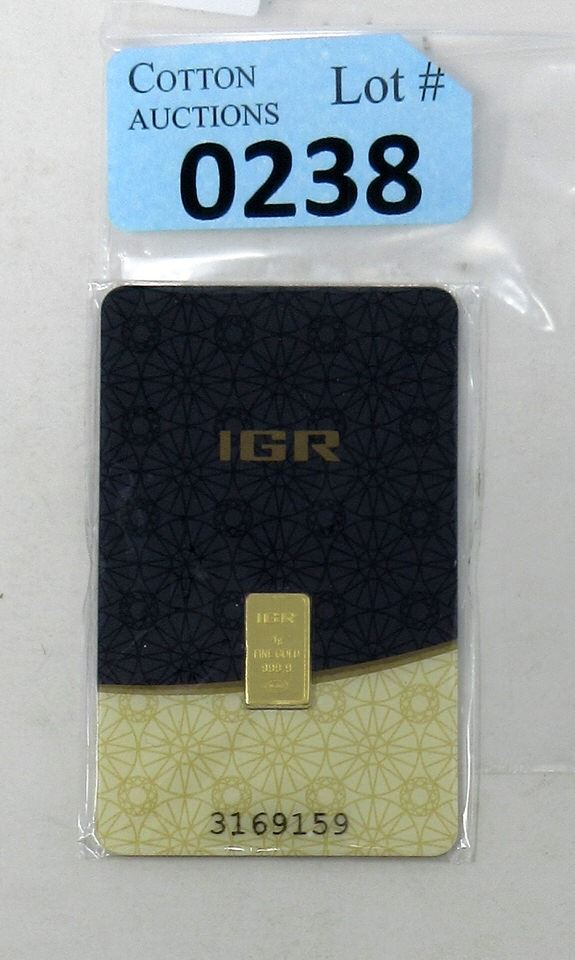 COTTON AUCTIONS
Lot #
0238
IGR
IGR
1g
FINE GOLD
999,9
3169159